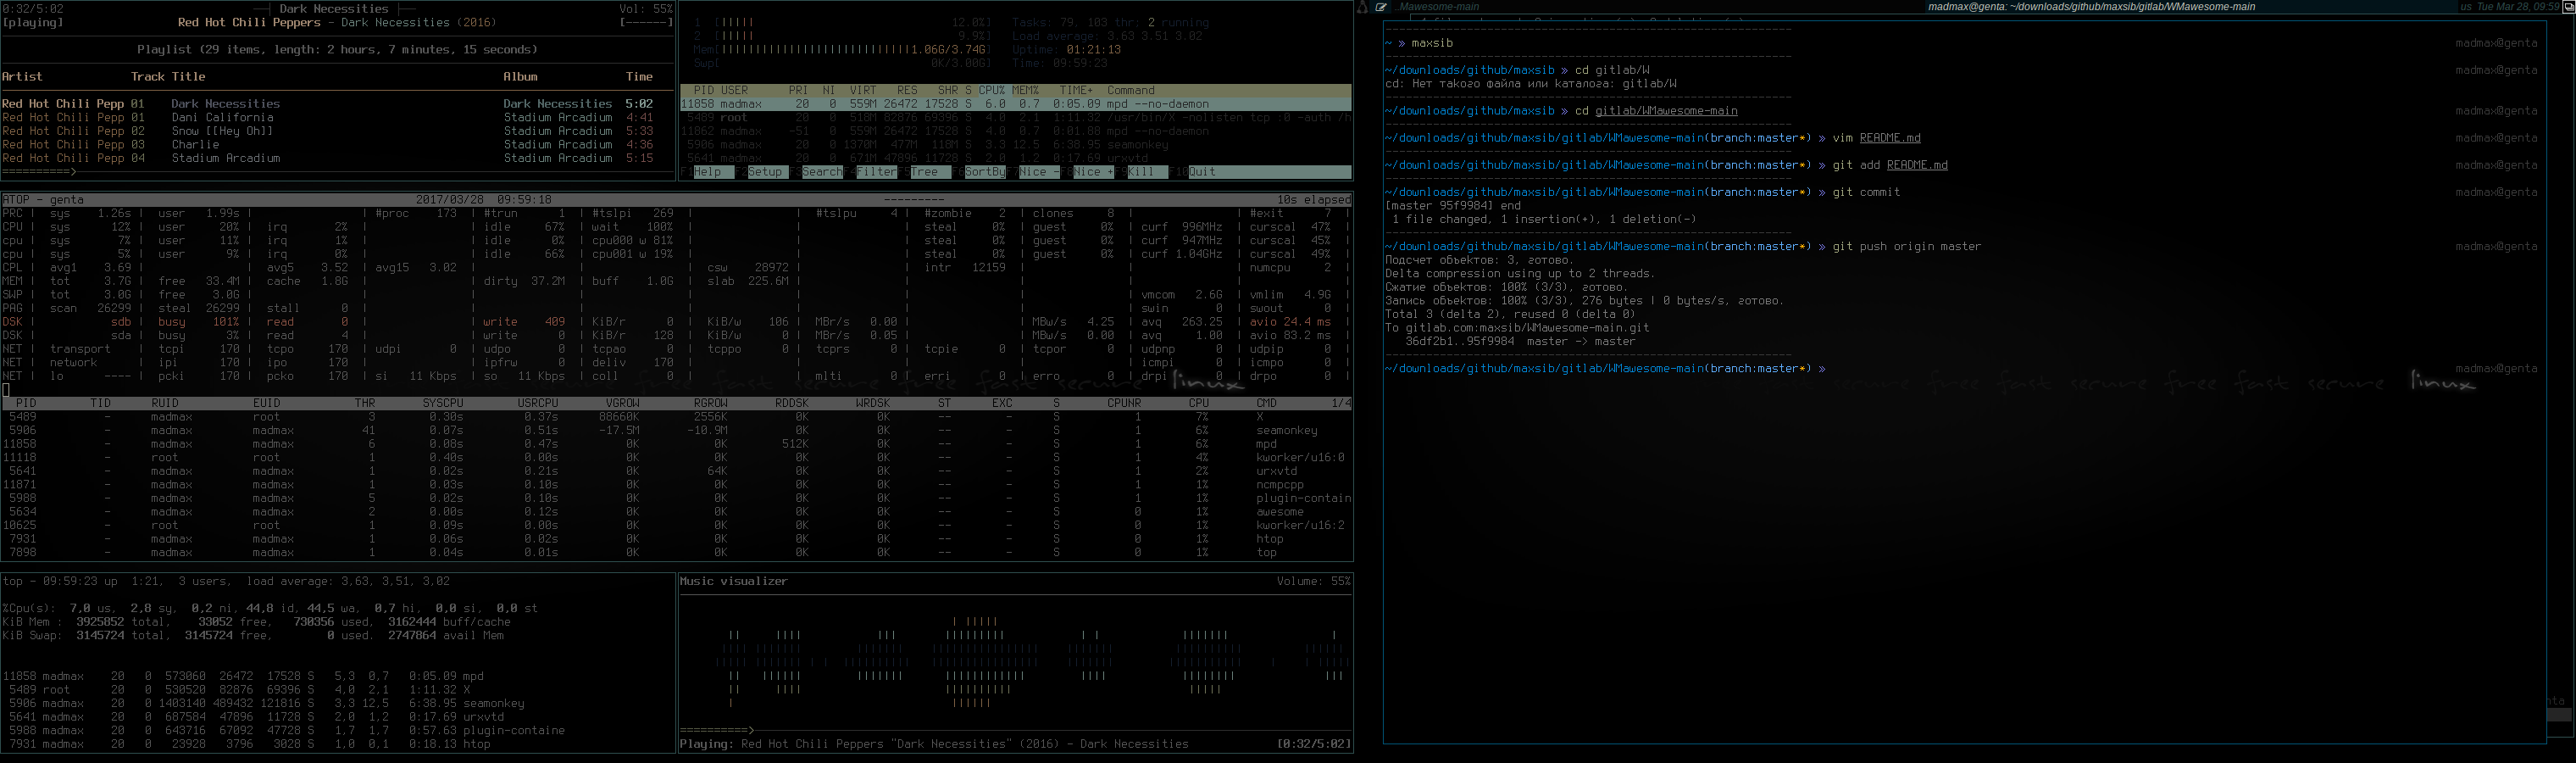 0:32/5:02 ──┤ Dark Necessities ├── Vol: 55%
[playing] Red Hot Chili Peppers - Dark Necessities (2016) [------]
Playlist (29 items, length: 2 hours, 7 minutes, 15 seconds)
Artist Track Title Album Time
Red Hot Chili Pepp 01 Dark Necessities Dark Necessities 5:02
Red Hot Chili Pepp 01 Dani California Stadium Arcadium 4:41
Red Hot Chili Pepp 02 Snow [[Hey Oh]] Stadium Arcadium 5:33
Red Hot Chili Pepp 03 Charlie Stadium Arcadium 4:36
Red Hot Chili Pepp 04 Stadium Arcadium Stadium Arcadium 5:15
==========>
1 [||||| 12.0%] Tasks: 79, 103 thr; 2 running
2 [||||| 9.9%] Load average: 3.63 3.51 3.02
Mem[||||||||||||||||||||||||||||1.06G/3.74G] Uptime: 01:21:13
Swp[ 0K/3.00G] Time: 09:59:23
PID USER PRI NI VIRT RES SHR S CPU% MEM% TIME+ Command
11858 madmax 20 0 559M 26472 17528 S 6.0 0.7 0:05.09 mpd --no-daemon
5489 root 20 0 518M 82876 69396 S 4.0 2.1 1:11.32 /usr/bin/X -nolisten tcp :0 -auth /h
11862 madmax -51 0 559M 26472 17528 S 4.0 0.7 0:01.88 mpd --no-daemon
5906 madmax 20 0 1370M 477M 118M S 3.3 12.5 6:38.95 seamonkey
5641 madmax 20 0 671M 47896 11728 S 2.0 1.2 0:17.69 urxvtd
F1Help F2Setup F3Search F4Filter F5Tree F6SortBy F7Nice - F8Nice + F9Kill F10Quit
ATOP - genta 2017/03/28 09:59:18 --------- 10s elapsed
PRC | sys 1.26s | user 1.99s | | #proc 173 | #trun 1 | #tslpi 269 | | #tslpu 4 | #zombie 2 | clones 8 | | #exit 7 |
CPU | sys 12% | user 20% | irq 2% | | idle 67% | wait 100% | | | steal 0% | guest 0% | curf 996MHz | curscal 47% |
cpu | sys 7% | user 11% | irq 1% | | idle 0% | cpu000 w 81% | | | steal 0% | guest 0% | curf 947MHz | curscal 45% |
cpu | sys 5% | user 9% | irq 0% | | idle 66% | cpu001 w 19% | | | steal 0% | guest 0% | curf 1.04GHz | curscal 49% |
CPL | avg1 3.69 | | avg5 3.52 | avg15 3.02 | | | csw 28972 | | intr 12159 | | | numcpu 2 |
MEM | tot 3.7G | free 33.4M | cache 1.8G | | dirty 37.2M | buff 1.0G | slab 225.6M | | | | | |
SWP | tot 3.0G | free 3.0G | | | | | | | | | vmcom 2.6G | vmlim 4.9G |
PAG | scan 26299 | steal 26299 | stall 0 | | | | | | | | swin 0 | swout 0 |
DSK | sdb | busy 101% | read 0 | | write 409 | KiB/r 0 | KiB/w 106 | MBr/s 0.00 | | MBw/s 4.25 | avq 263.25 | avio 24.4 ms |
DSK | sda | busy 3% | read 4 | | write 0 | KiB/r 128 | KiB/w 0 | MBr/s 0.05 | | MBw/s 0.00 | avq 1.00 | avio 83.2 ms |
NET | transport | tcpi 170 | tcpo 170 | udpi 0 | udpo 0 | tcpao 0 | tcppo 0 | tcprs 0 | tcpie 0 | tcpor 0 | udpnp 0 | udpip 0 |
NET | network | ipi 170 | ipo 170 | | ipfrw 0 | deliv 170 | | | | | icmpi 0 | icmpo 0 |
NET | lo ---- | pcki 170 | pcko 170 | si 11 Kbps | so 11 Kbps | coll 0 | | mlti 0 | erri 0 | erro 0 | drpi 0 | drpo 0 |
free fast secure free fast secure linux
PID TID RUID EUID THR SYSCPU USRCPU VGROW RGROW RDDSK WRDSK ST EXC S CPUNR CPU CMD 1/4
5489 - madmax root 3 0.30s 0.37s 88660K 2556K 0K 0K -- - S 1 7% X
5906 - madmax madmax 41 0.07s 0.51s -17.5M -10.9M 0K 0K -- - S 1 6% seamonkey
11858 - madmax madmax 6 0.08s 0.47s 0K 0K 512K 0K -- - S 1 6% mpd
11118 - root root 1 0.40s 0.00s 0K 0K 0K 0K -- - S 1 4% kworker/u16:0
5641 - madmax madmax 1 0.02s 0.21s 0K 64K 0K 0K -- - S 1 2% urxvtd
11871 - madmax madmax 1 0.03s 0.10s 0K 0K 0K 0K -- - S 1 1% ncmpcpp
5988 - madmax madmax 5 0.02s 0.10s 0K 0K 0K 0K -- - S 1 1% plugin-contain
5634 - madmax madmax 2 0.00s 0.12s 0K 0K 0K 0K -- - S 0 1% awesome
10625 - root root 1 0.09s 0.00s 0K 0K 0K 0K -- - S 0 1% kworker/u16:2
7931 - madmax madmax 1 0.06s 0.02s 0K 0K 0K 0K -- - S 0 1% htop
7898 - madmax madmax 1 0.04s 0.01s 0K 0K 0K 0K -- - S 0 1% top
top - 09:59:23 up 1:21, 3 users, load average: 3,63, 3,51, 3,02
%Cpu(s): 7,0 us, 2,8 sy, 0,2 ni, 44,8 id, 44,5 wa, 0,7 hi, 0,0 si, 0,0 st
KiB Mem : 3925852 total, 33052 free, 730356 used, 3162444 buff/cache
KiB Swap: 3145724 total, 3145724 free, 0 used. 2747864 avail Mem
11858 madmax 20 0 573060 26472 17528 S 5,3 0,7 0:05.09 mpd
5489 root 20 0 530520 82876 69396 S 4,0 2,1 1:11.32 X
5906 madmax 20 0 1403140 489432 121816 S 3,3 12,5 6:38.95 seamonkey
5641 madmax 20 0 687584 47896 11728 S 2,0 1,2 0:17.69 urxvtd
5988 madmax 20 0 643716 67092 47728 S 1,7 1,7 0:57.63 plugin-containe
7931 madmax 20 0 23928 3796 3028 S 1,0 0,1 0:18.13 htop
Music visualizer Volume: 55%
==========>
Playing: Red Hot Chili Peppers "Dark Necessities" (2016) - Dark Necessities [0:32/5:02]
..Mawesome-main madmax@genta: ~/downloads/github/maxsib/gitlab/WMawesome-main us Tue Mar 28, 09:59
~ » maxsib madmax@genta
~/downloads/github/maxsib » cd gitlab/W madmax@genta
cd: Нет такого файла или каталога: gitlab/W
~/downloads/github/maxsib » cd gitlab/WMawesome-main madmax@genta
~/downloads/github/maxsib/gitlab/WMawesome-main(branch:master*) » vim README.md madmax@genta
~/downloads/github/maxsib/gitlab/WMawesome-main(branch:master*) » git add README.md madmax@genta
~/downloads/github/maxsib/gitlab/WMawesome-main(branch:master*) » git commit madmax@genta
[master 95f9984] end
1 file changed, 1 insertion(+), 1 deletion(-)
~/downloads/github/maxsib/gitlab/WMawesome-main(branch:master*) » git push origin master madmax@genta
Подсчет объектов: 3, готово.
Delta compression using up to 2 threads.
Сжатие объектов: 100% (3/3), готово.
Запись объектов: 100% (3/3), 276 bytes | 0 bytes/s, готово.
Total 3 (delta 2), reused 0 (delta 0)
To gitlab.com:maxsib/WMawesome-main.git
36df2b1..95f9984 master -> master
~/downloads/github/maxsib/gitlab/WMawesome-main(branch:master*) » madmax@genta
secure free fast secure free fast secure linux